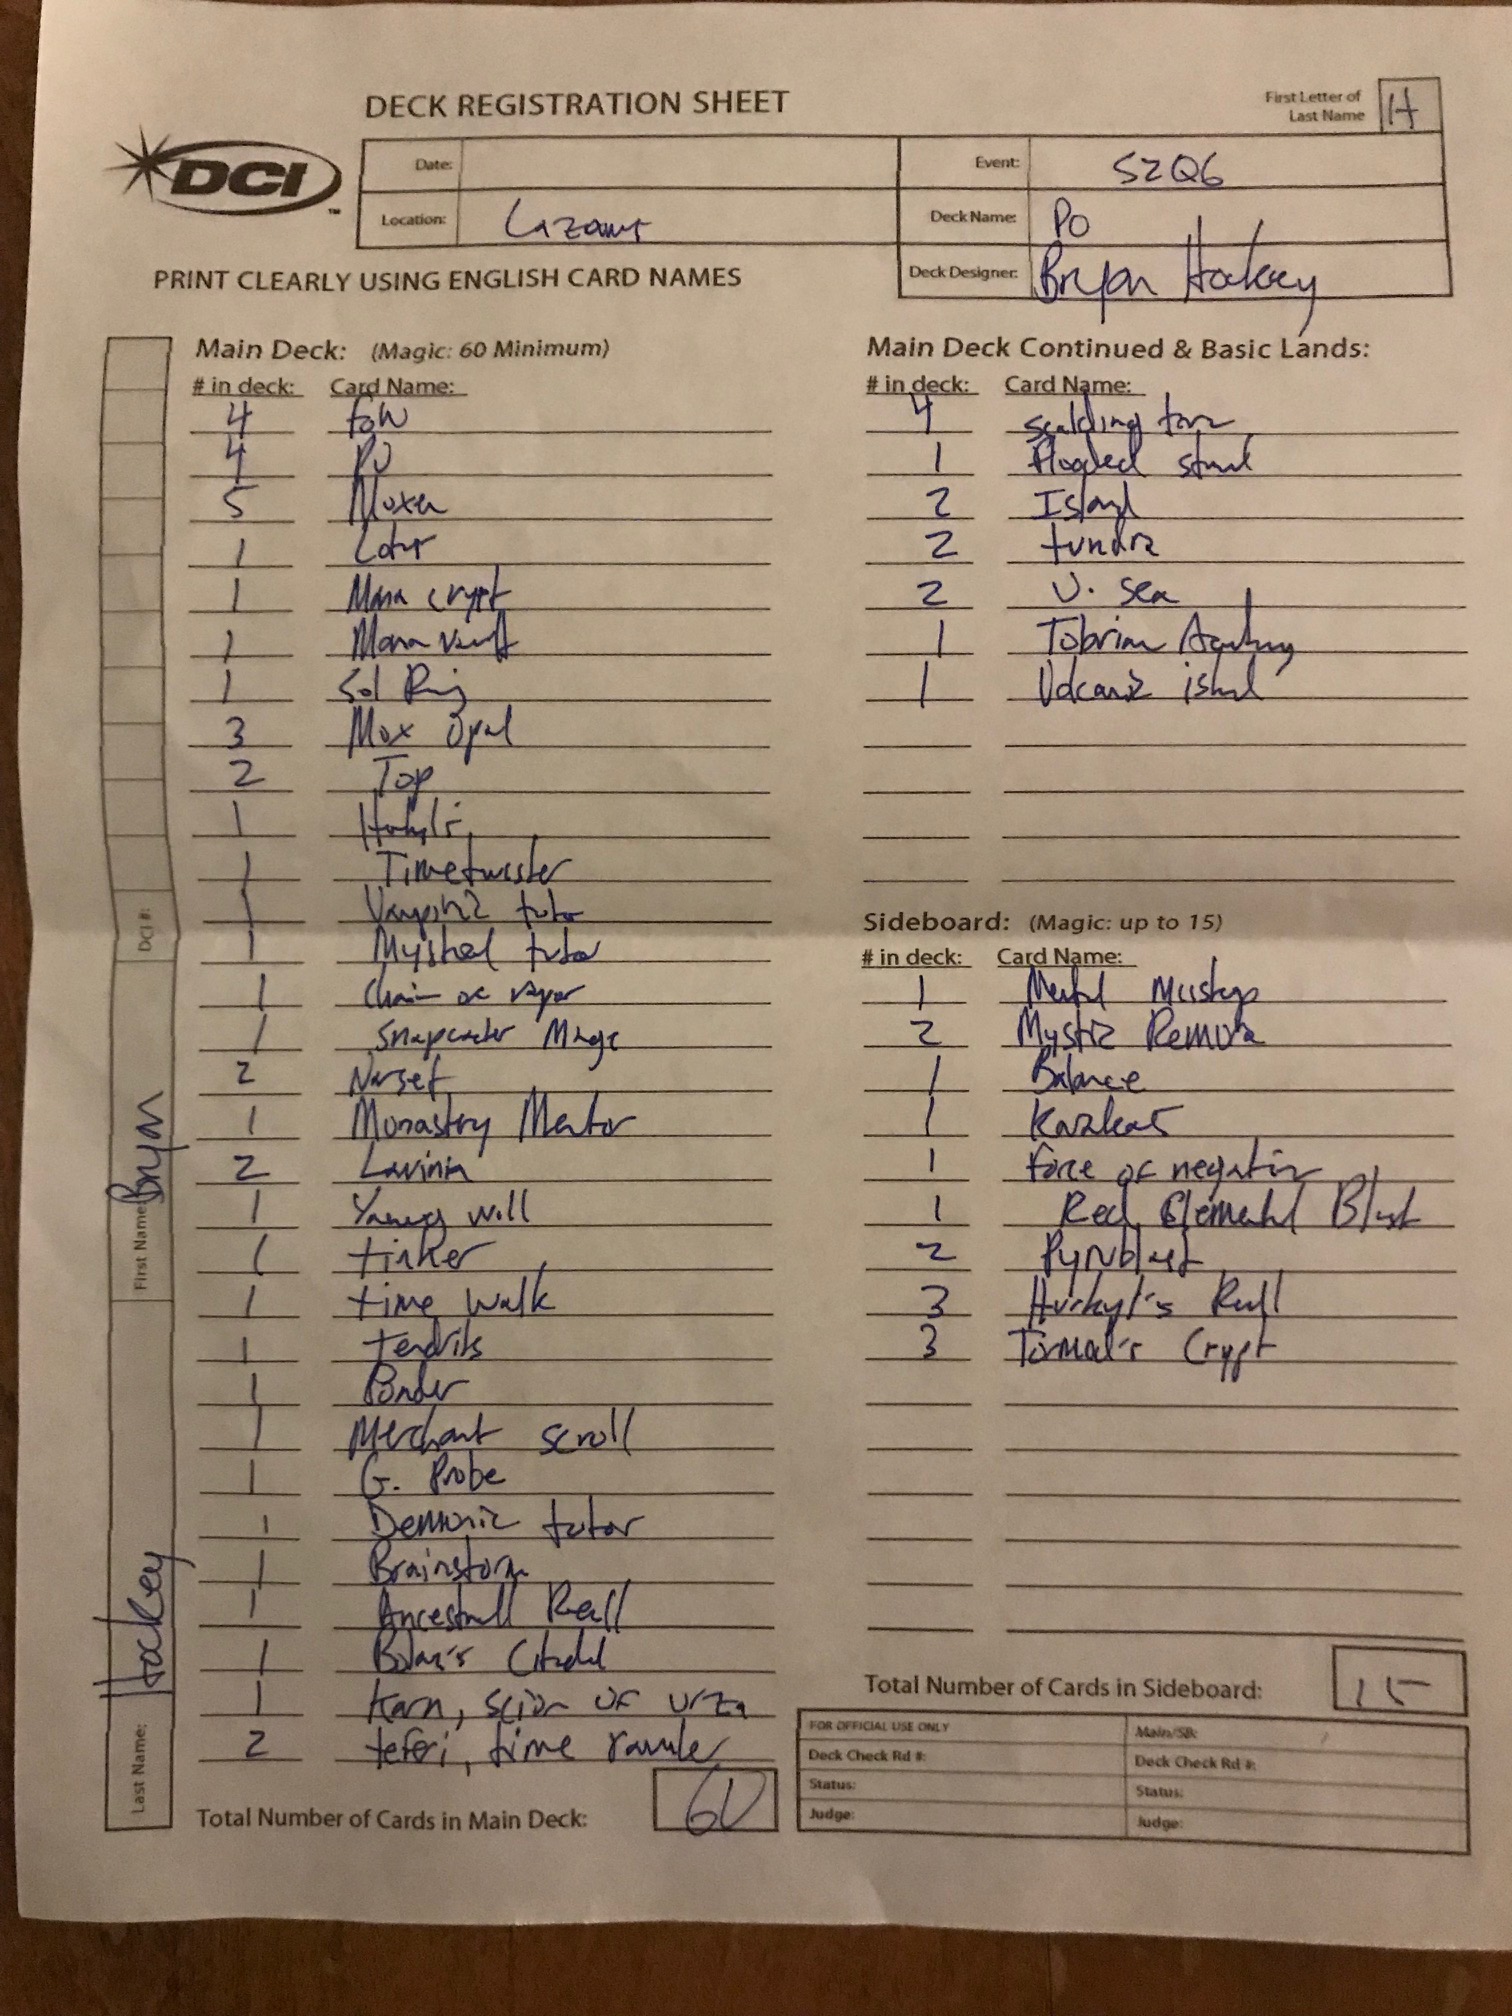 DECK REGISTRATION SHEET
First Letter of
Last Name
H
DCI
Date:
Event: SZQ6
Location:
Deck Name: PO
PRINT CLEARLY USING ENGLISH CARD NAMES
Deck Designer: Bryan Hockey
Main Deck: (Magic: 60 Minimum)
# in deck: Card Name:
4 FoW
4 PO
5 Moxen
1 Lotus
1 Mana crypt
1 Mana vault
1 Sol Ring
3 Mox Opal
2 Top
1
1 Timetwister
1 Vampiric tutor
1 Mystical tutor
1 Chain of vapor
1 Snapcaster Mage
2 Narset
1 Monastery Mentor
2 Lavinia
1 will
1 tinker
1 time walk
1 tendrils
1 Ponder
1 Merchant scroll
1 G. Probe
1 Demonic tutor
1 Brainstorm
1 Ancestrall Recall
1 Bolas's Citadel
1 Karn, scion of urza
2 teferi, time raveler
Total Number of Cards in Main Deck: 60
Main Deck Continued & Basic Lands:
# in deck: Card Name:
4 scalding tarn
1 flooded strand
2 Island
2 tundra
2 U. sea
1 Academy
1 Volcanic island
Sideboard: (Magic: up to 15)
# in deck: Card Name:
1 Mental Misstep
2 Mystic Remora
1 Balance
1
1 Force of negation
1 Red Elemental Blast
2 Pyroblast
3 Hurkyl's Recall
3 Tormod's Crypt
Total Number of Cards in Sideboard: 15
FOR OFFICIAL USE ONLY
Main/SB:
Deck Check Rd #:
Deck Check Rd #:
Status:
Status:
Judge:
Judge:
DCI #:
First Name: Bryan
Last Name: Hockey